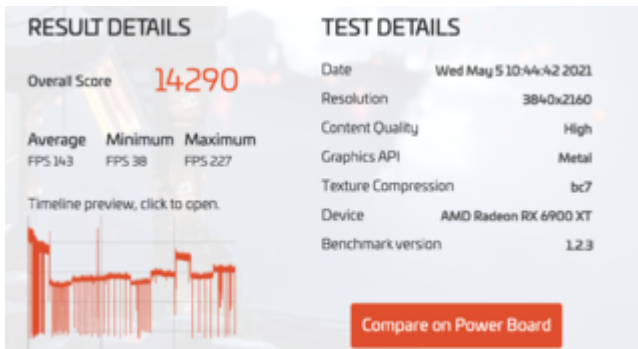 RESULT DETAILS
Overall Score 14290
Average Minimum Maximum
FPS 143 FPS 38 FPS 227
Timeline preview, click to open.
TEST DETAILS
Date Wed May 5 10:44:42 2021
Resolution 3840x2160
Content Quality High
Graphics API Metal
Texture Compression bc7
Device AMD Radeon RX 6900 XT
Benchmark version 1.2.3
Compare on Power Board